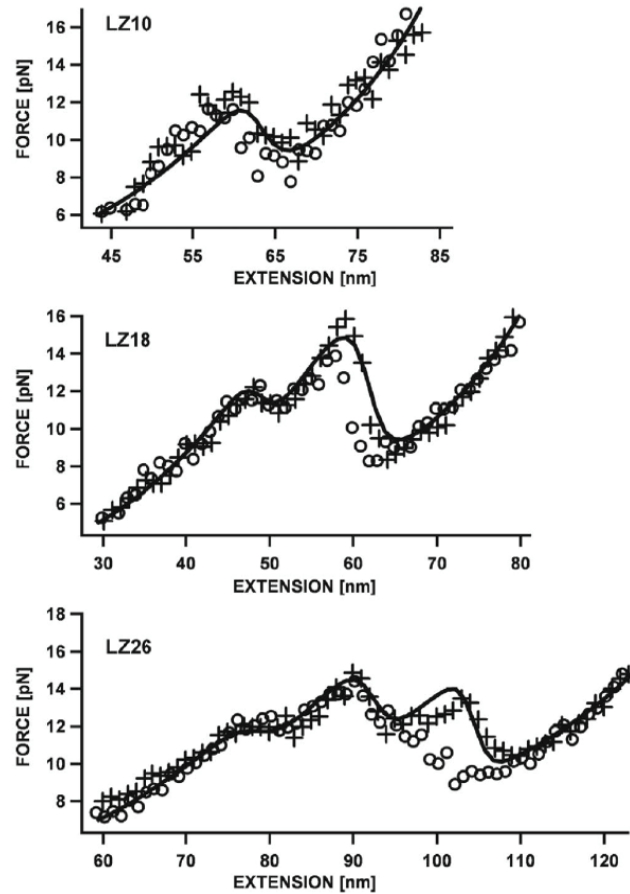 LZ10
FORCE [pN]
16
14
12
10
8
6
45 55 65 75 85
EXTENSION [nm]
LZ18
FORCE [pN]
16
14
12
10
8
6
30 40 50 60 70 80
EXTENSION [nm]
LZ26
FORCE [pN]
18
16
14
12
10
8
60 70 80 90 100 110 120
EXTENSION [nm]